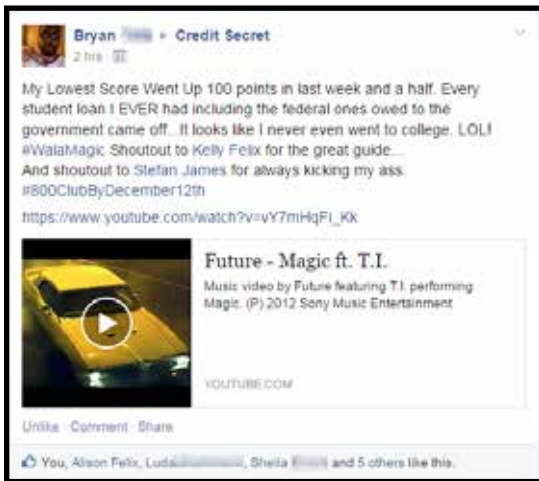 Bryan ▸ Credit Secret
2 hrs
My Lowest Score Went Up 100 points in last week and a half. Every
student loan I EVER had including the federal ones owed to the
government came off...It looks like I never even went to college. LOL!
#WalaMagic Shoutout to Kelly Felix for the great guide...
And shoutout to Stefan James for always kicking my ass.
#800ClubByDecember12th
https://www.youtube.com/watch?v=vY7mHqFI_Kk
Future - Magic ft. T.I.
Music video by Future featuring T.I. performing
Magic. (P) 2012 Sony Music Entertainment
YOUTUBE.COM
Unlike · Comment · Share
You, Alison Felix, Luda, Sheila and 5 others like this.